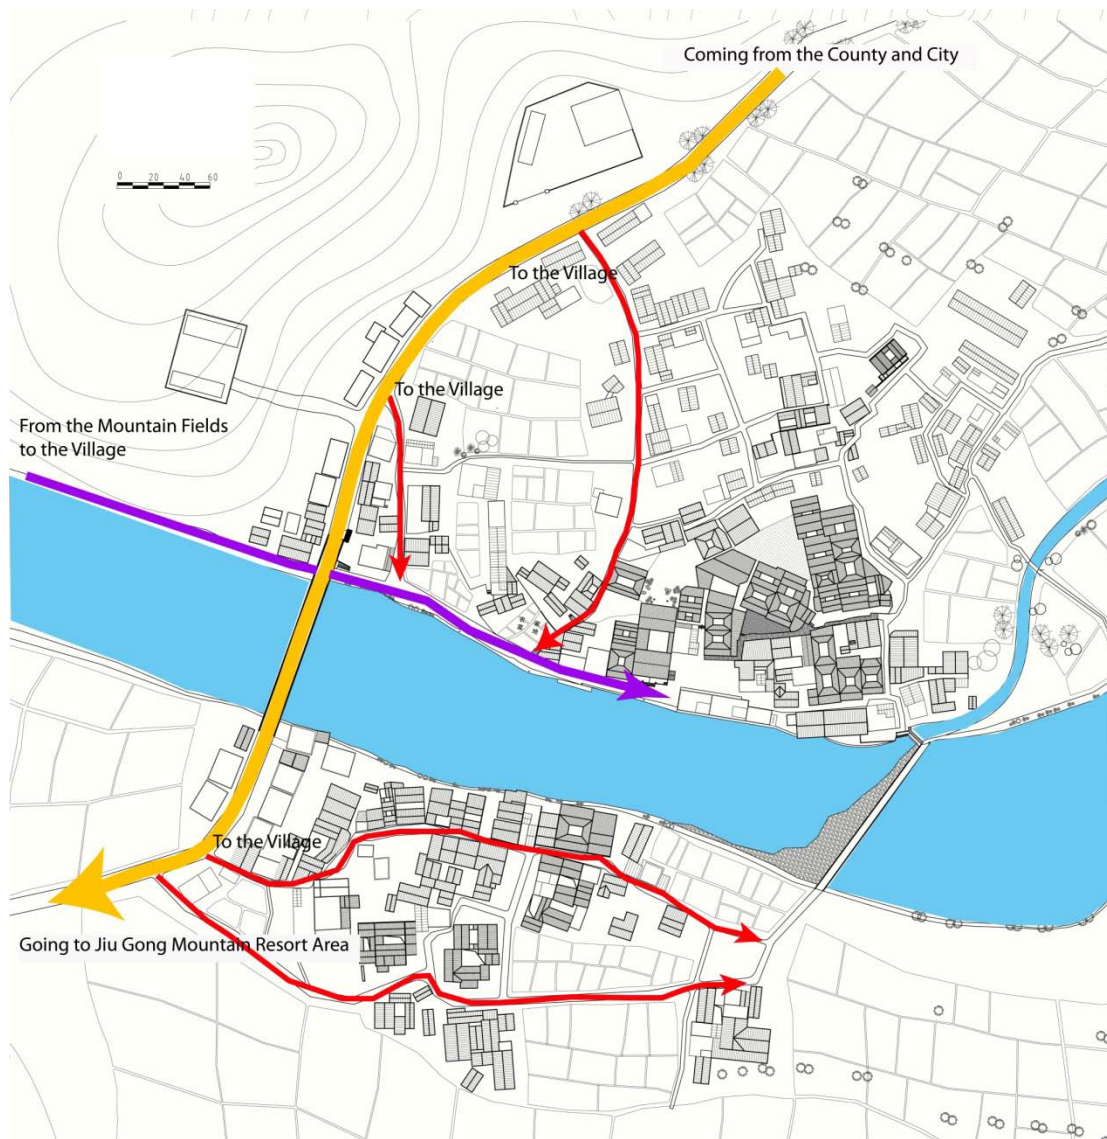 Coming from the County and City
0 20 40 60
To the Village
To the Village
From the Mountain Fields
to the Village
To the Village
Going to Jiu Gong Mountain Resort Area